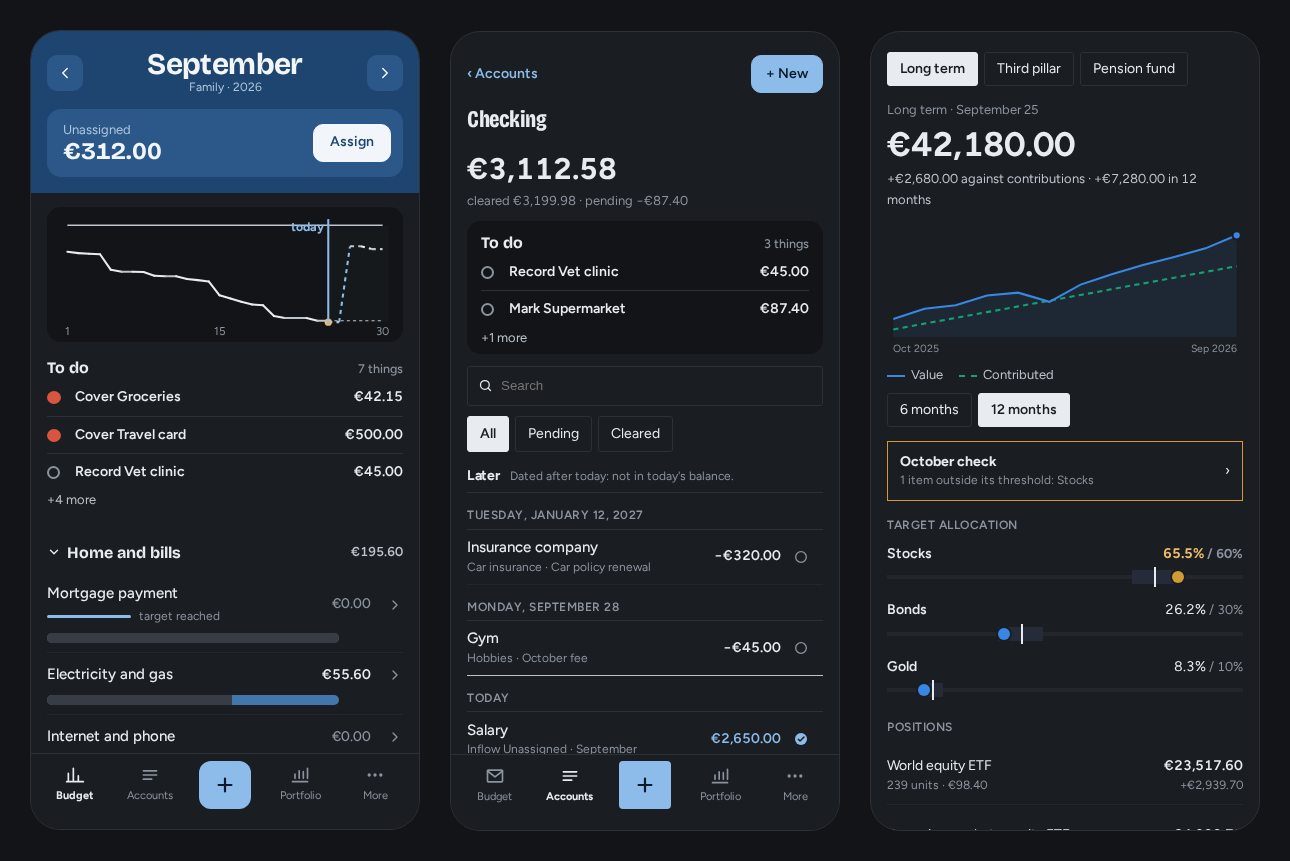 September
Family · 2026
Unassigned
€312.00
Assign
today
1 15 30
To do 7 things
Cover Groceries €42.15
Cover Travel card €500.00
Record Vet clinic €45.00
+4 more
Home and bills €195.60
Mortgage payment €0.00
target reached
Electricity and gas €55.60
Internet and phone €0.00
Budget Accounts + Portfolio More
‹ Accounts + New
Checking
€3,112.58
cleared €3,199.98 · pending −€87.40
To do 3 things
Record Vet clinic €45.00
Mark Supermarket €87.40
+1 more
Search
All Pending Cleared
Later Dated after today: not in today's balance.
TUESDAY, JANUARY 12, 2027
Insurance company −€320.00
Car insurance · Car policy renewal
MONDAY, SEPTEMBER 28
Gym −€45.00
Hobbies · October fee
TODAY
Salary €2,650.00
Inflow Unassigned · September
Budget Accounts + Portfolio More
Long term Third pillar Pension fund
Long term · September 25
€42,180.00
+€2,680.00 against contributions · +€7,280.00 in 12
months
Oct 2025 Sep 2026
Value Contributed
6 months 12 months
October check
1 item outside its threshold: Stocks
TARGET ALLOCATION
Stocks 65.5% / 60%
Bonds 26.2% / 30%
Gold 8.3% / 10%
POSITIONS
World equity ETF €23,517.60
239 units · €98.40 +€2,939.70